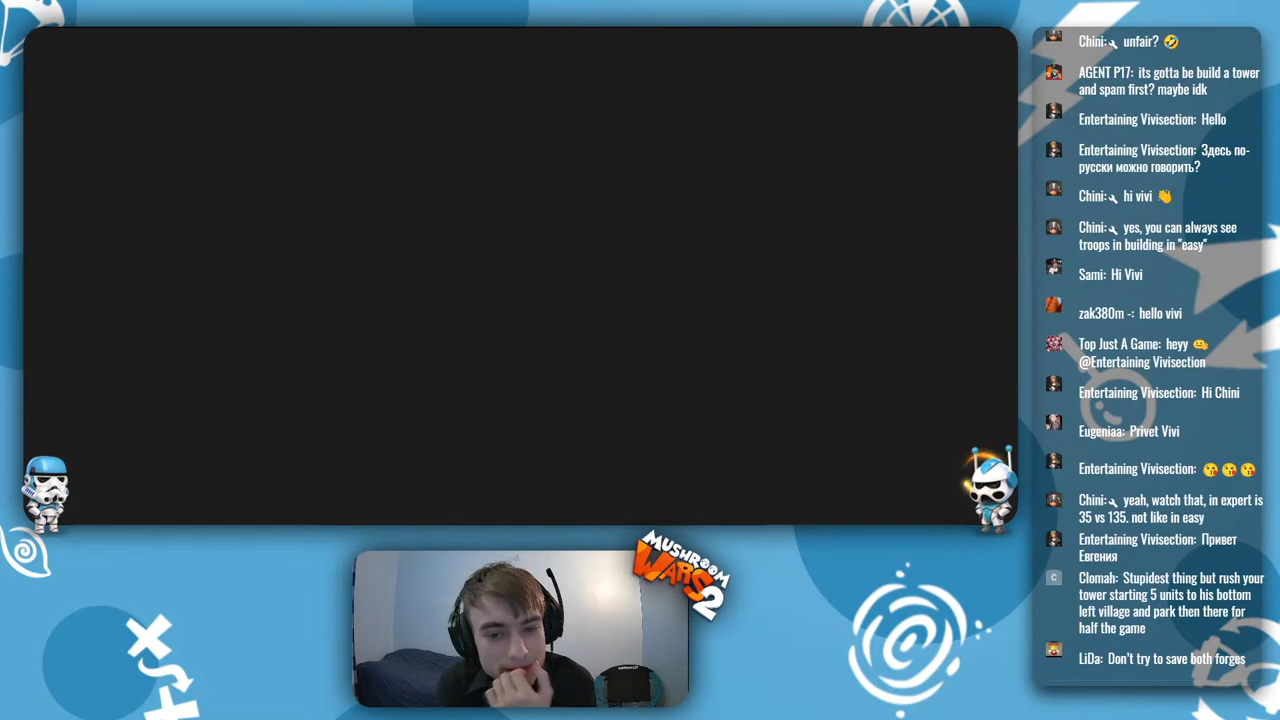 Chini: unfair? 🤣
AGENT P17: its gotta be build a tower
and spam first? maybe idk
Entertaining Vivisection: Hello
Entertaining Vivisection: Здесь по-
русски можно говорить?
Chini: hi vivi 👏
Chini: yes, you can always see
troops in building in "easy"
Sami: Hi Vivi
zak380m -: hello vivi
Top Just A Game: heyy 🫠
@Entertaining Vivisection
Entertaining Vivisection: Hi Chini
Eugeniaa: Privet Vivi
Entertaining Vivisection: 😘😘😘
Chini: yeah, watch that, in expert is
35 vs 135. not like in easy
Entertaining Vivisection: Привет
Евгения
C
Clomah: Stupidest thing but rush your
tower starting 5 units to his bottom
left village and park then there for
half the game
LiDa: Don't try to save both forges
MUSHROOM
WARS
2